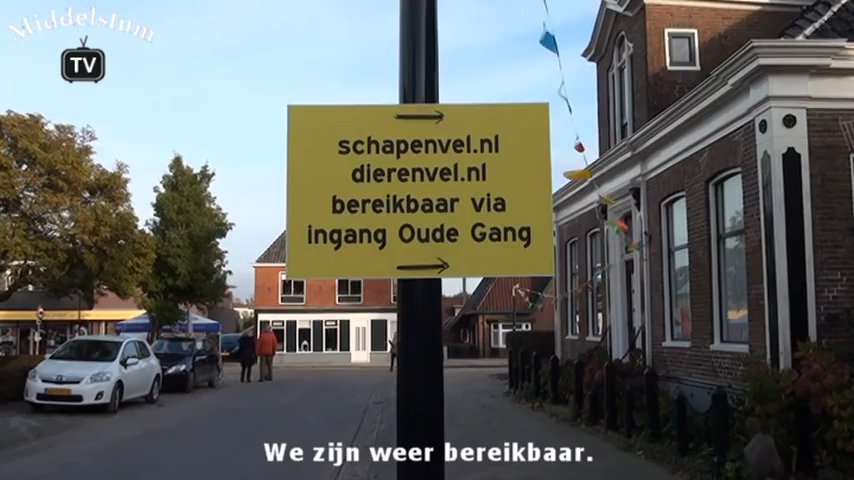 Middelstum
TV
schapenvel.nl
dierenvel.nl
bereikbaar via
ingang Oude Gang
We zijn weer bereikbaar.